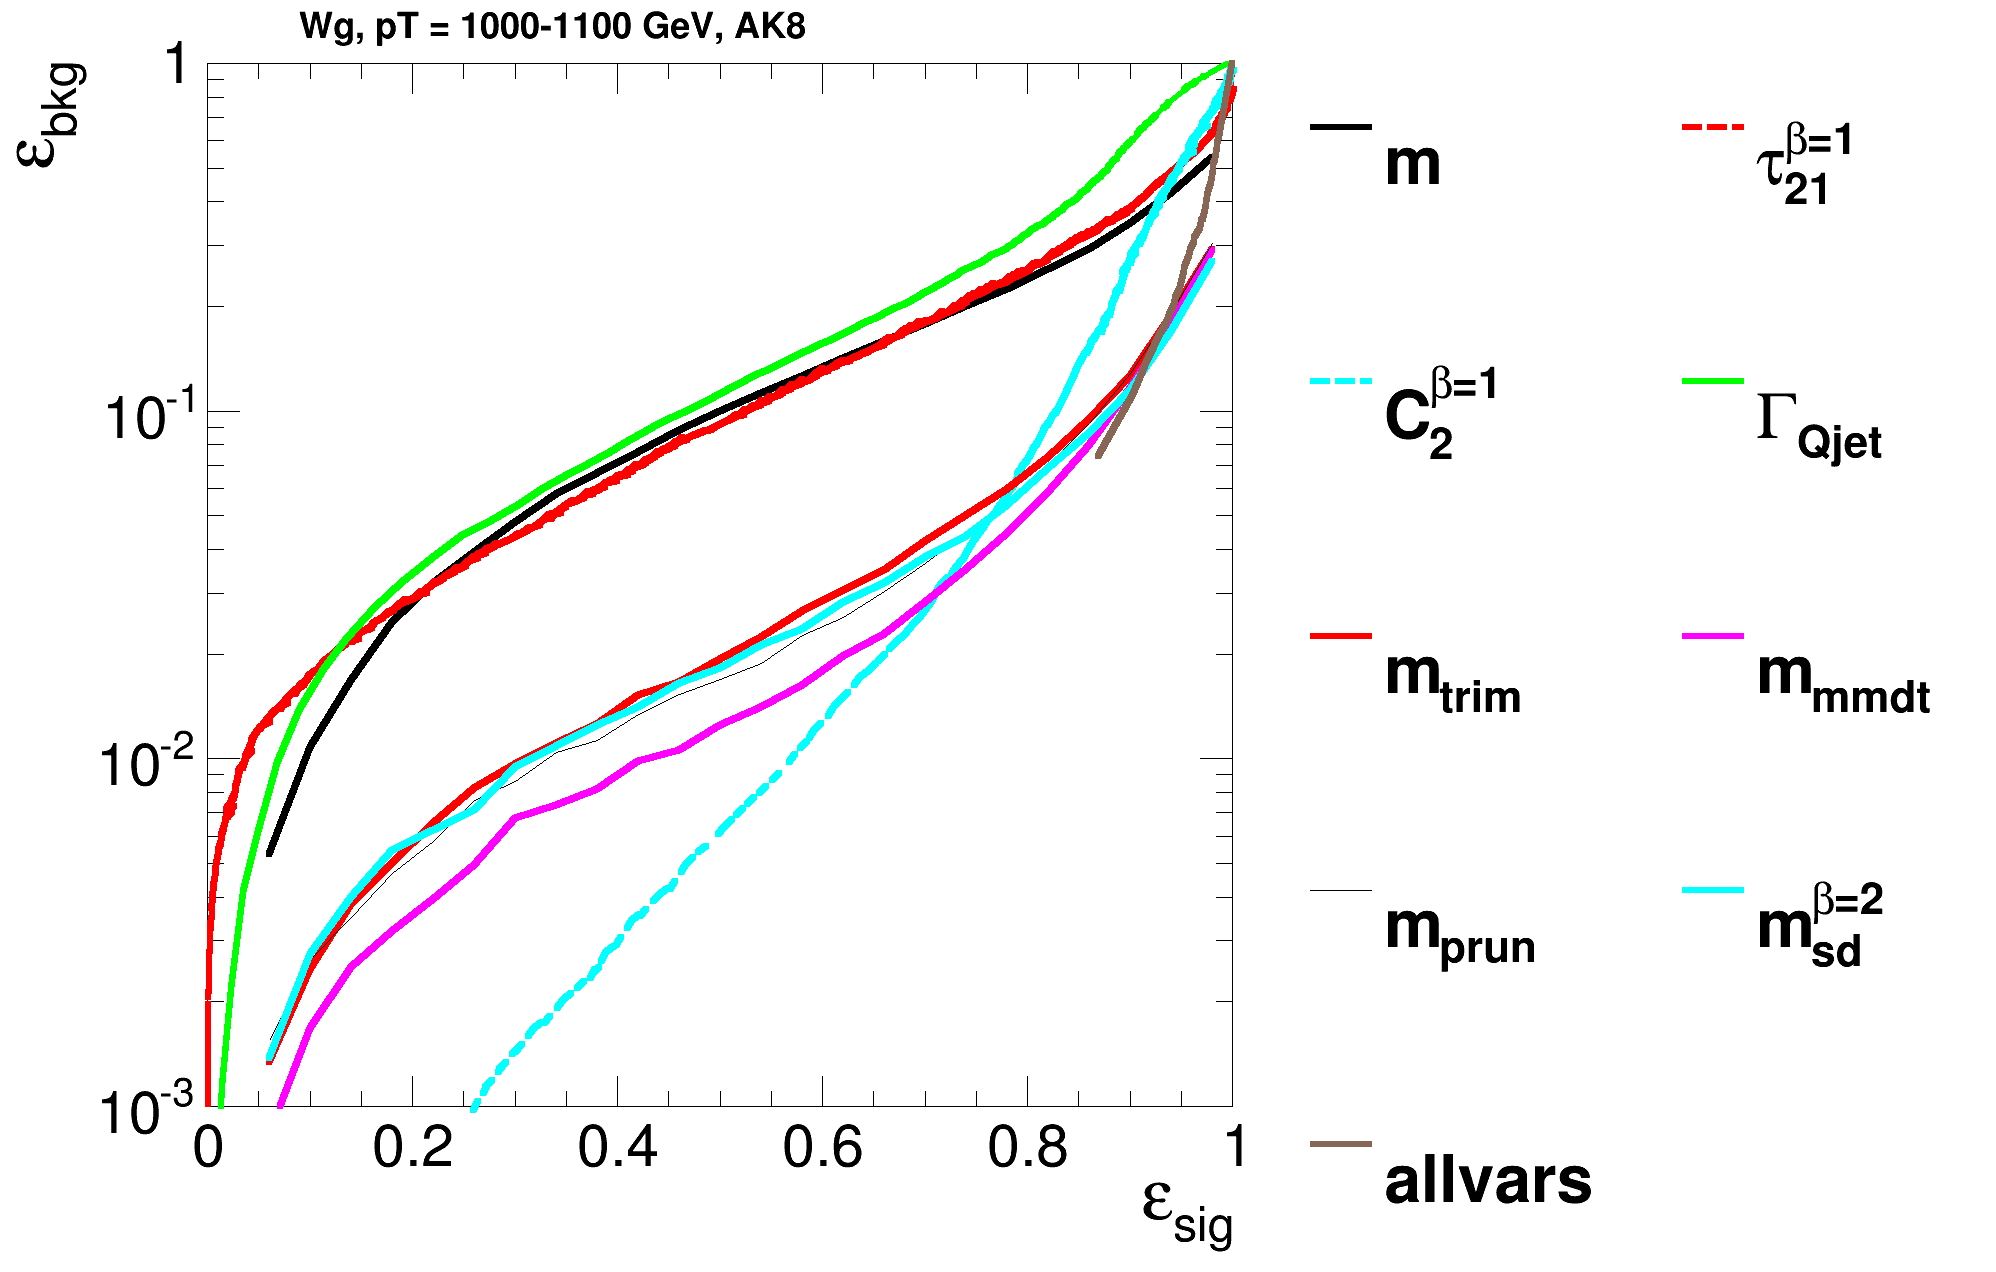 Wg, pT = 1000-1100 GeV, AK8
ε_bkg
1
10^-1
10^-2
10^-3
0 0.2 0.4 0.6 0.8 1
ε_sig
m
τ_21^β=1
C_2^β=1
Γ_Qjet
m_trim
m_mmdt
m_prun
m_sd^β=2
allvars